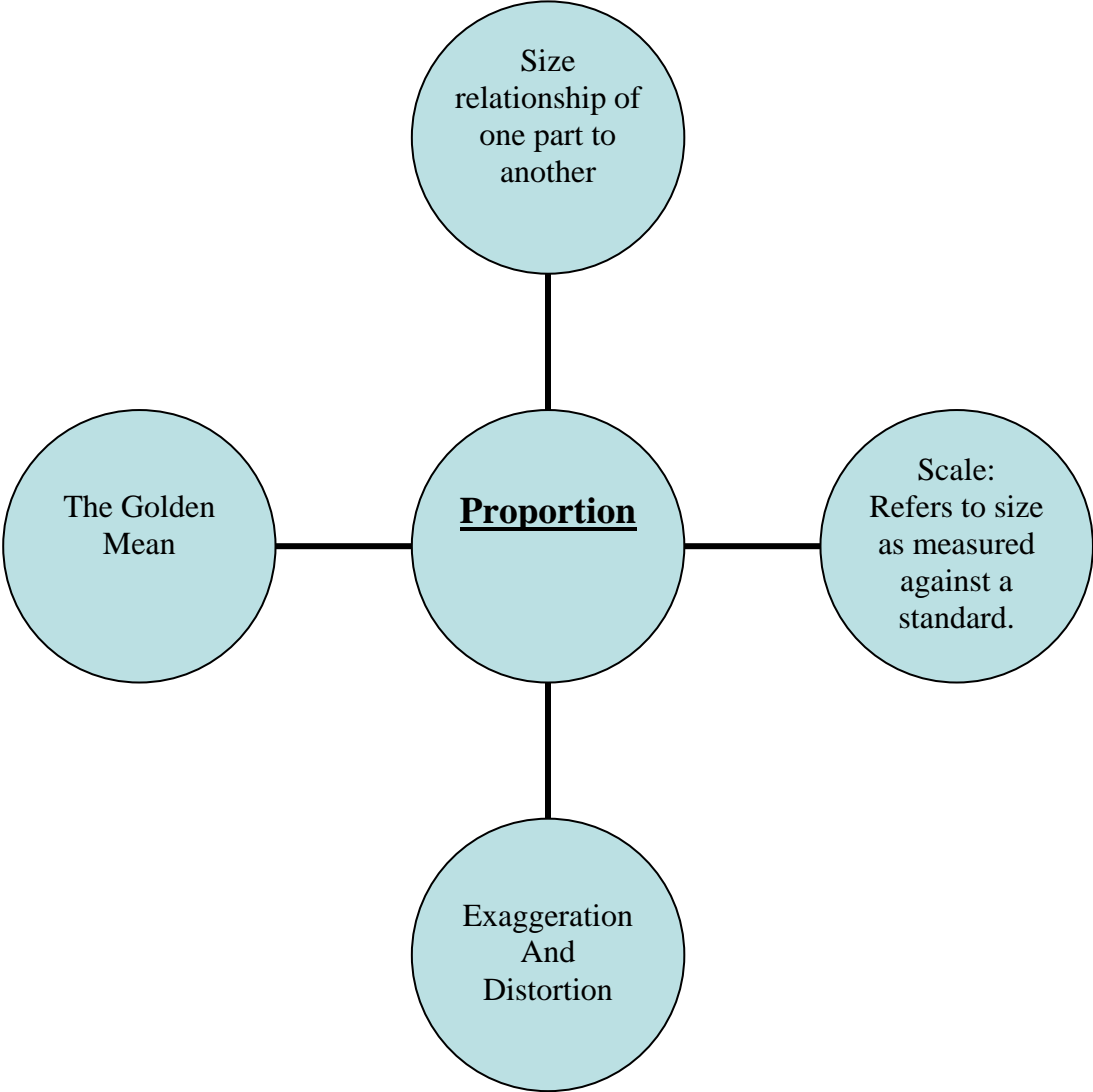 Size
relationship of
one part to
another
The Golden
Mean
Proportion
Scale:
Refers to size
as measured
against a
standard.
Exaggeration
And
Distortion